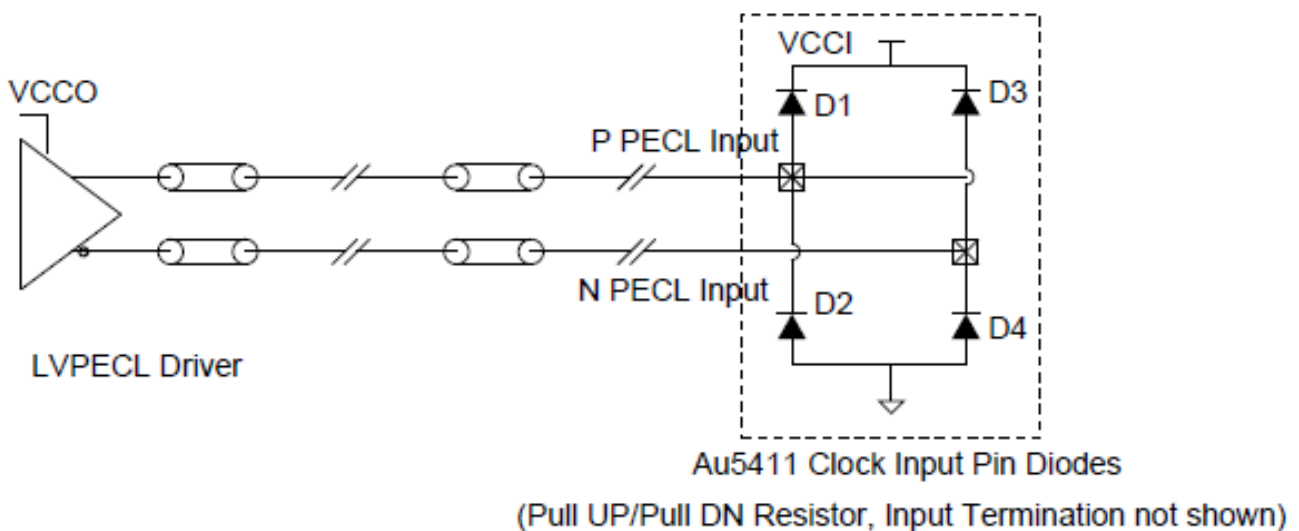 VCCI
VCCO
D1
D3
P PECL Input
N PECL Input
D2
D4
LVPECL Driver
Au5411 Clock Input Pin Diodes
(Pull UP/Pull DN Resistor, Input Termination not shown)